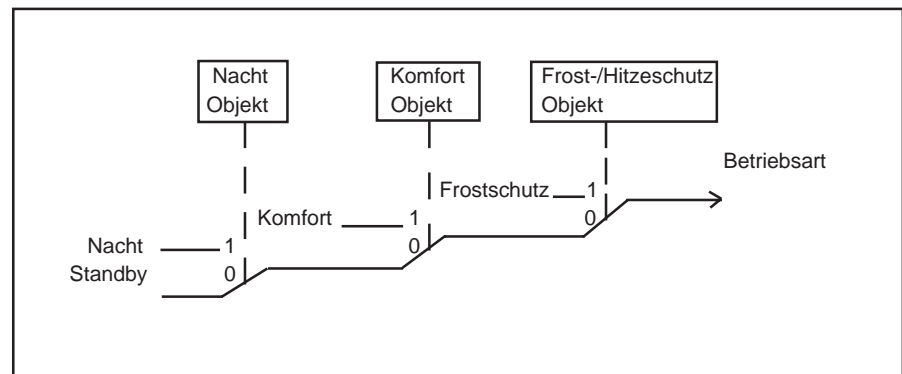 Nacht
Objekt
Komfort
Objekt
Frost-/Hitzeschutz
Objekt
Betriebsart
Frostschutz 1
0
Komfort 1
0
Nacht 1
Standby 0